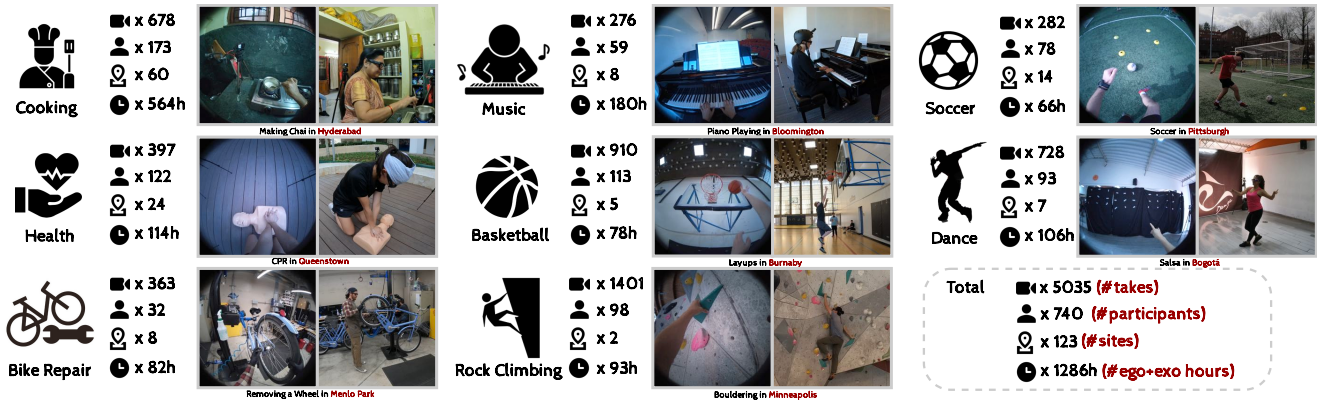 Cooking
x 678
x 173
x 60
x 564h
Making Chai in Hyderabad
Music
x 276
x 59
x 8
x 180h
Piano Playing in Bloomington
Soccer
x 282
x 78
x 14
x 66h
Soccer in Pittsburgh
Health
x 397
x 122
x 24
x 114h
CPR in Queenstown
Basketball
x 910
x 113
x 5
x 78h
Layups in Burnaby
Dance
x 728
x 93
x 7
x 106h
Salsa in Bogotá
Bike Repair
x 363
x 32
x 8
x 82h
Removing a Wheel in Menlo Park
Rock Climbing
x 1401
x 98
x 2
x 93h
Bouldering in Minneapolis
Total
x 5035 (#takes)
x 740 (#participants)
x 123 (#sites)
x 1286h (#ego+exo hours)